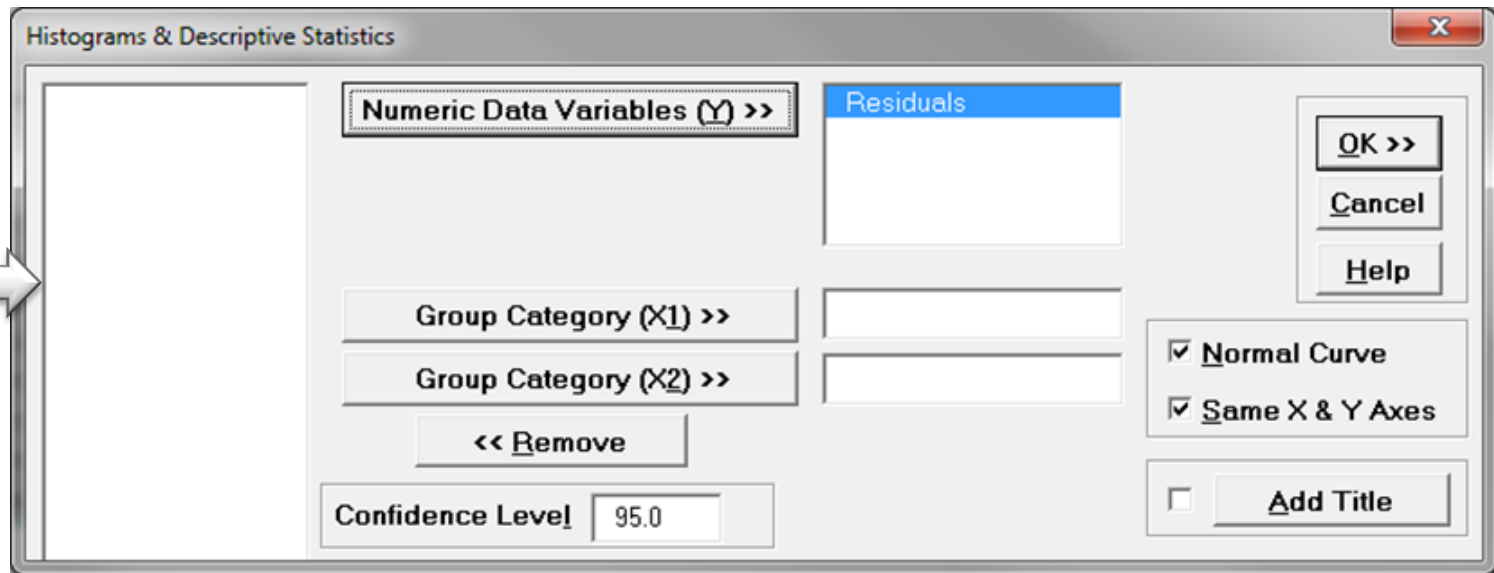 Histograms & Descriptive Statistics
Numeric Data Variables (Y) >>
Residuals
OK >>
Cancel
Help
Group Category (X1) >>
Group Category (X2) >>
<< Remove
Normal Curve
Same X & Y Axes
Confidence Level 95.0
Add Title